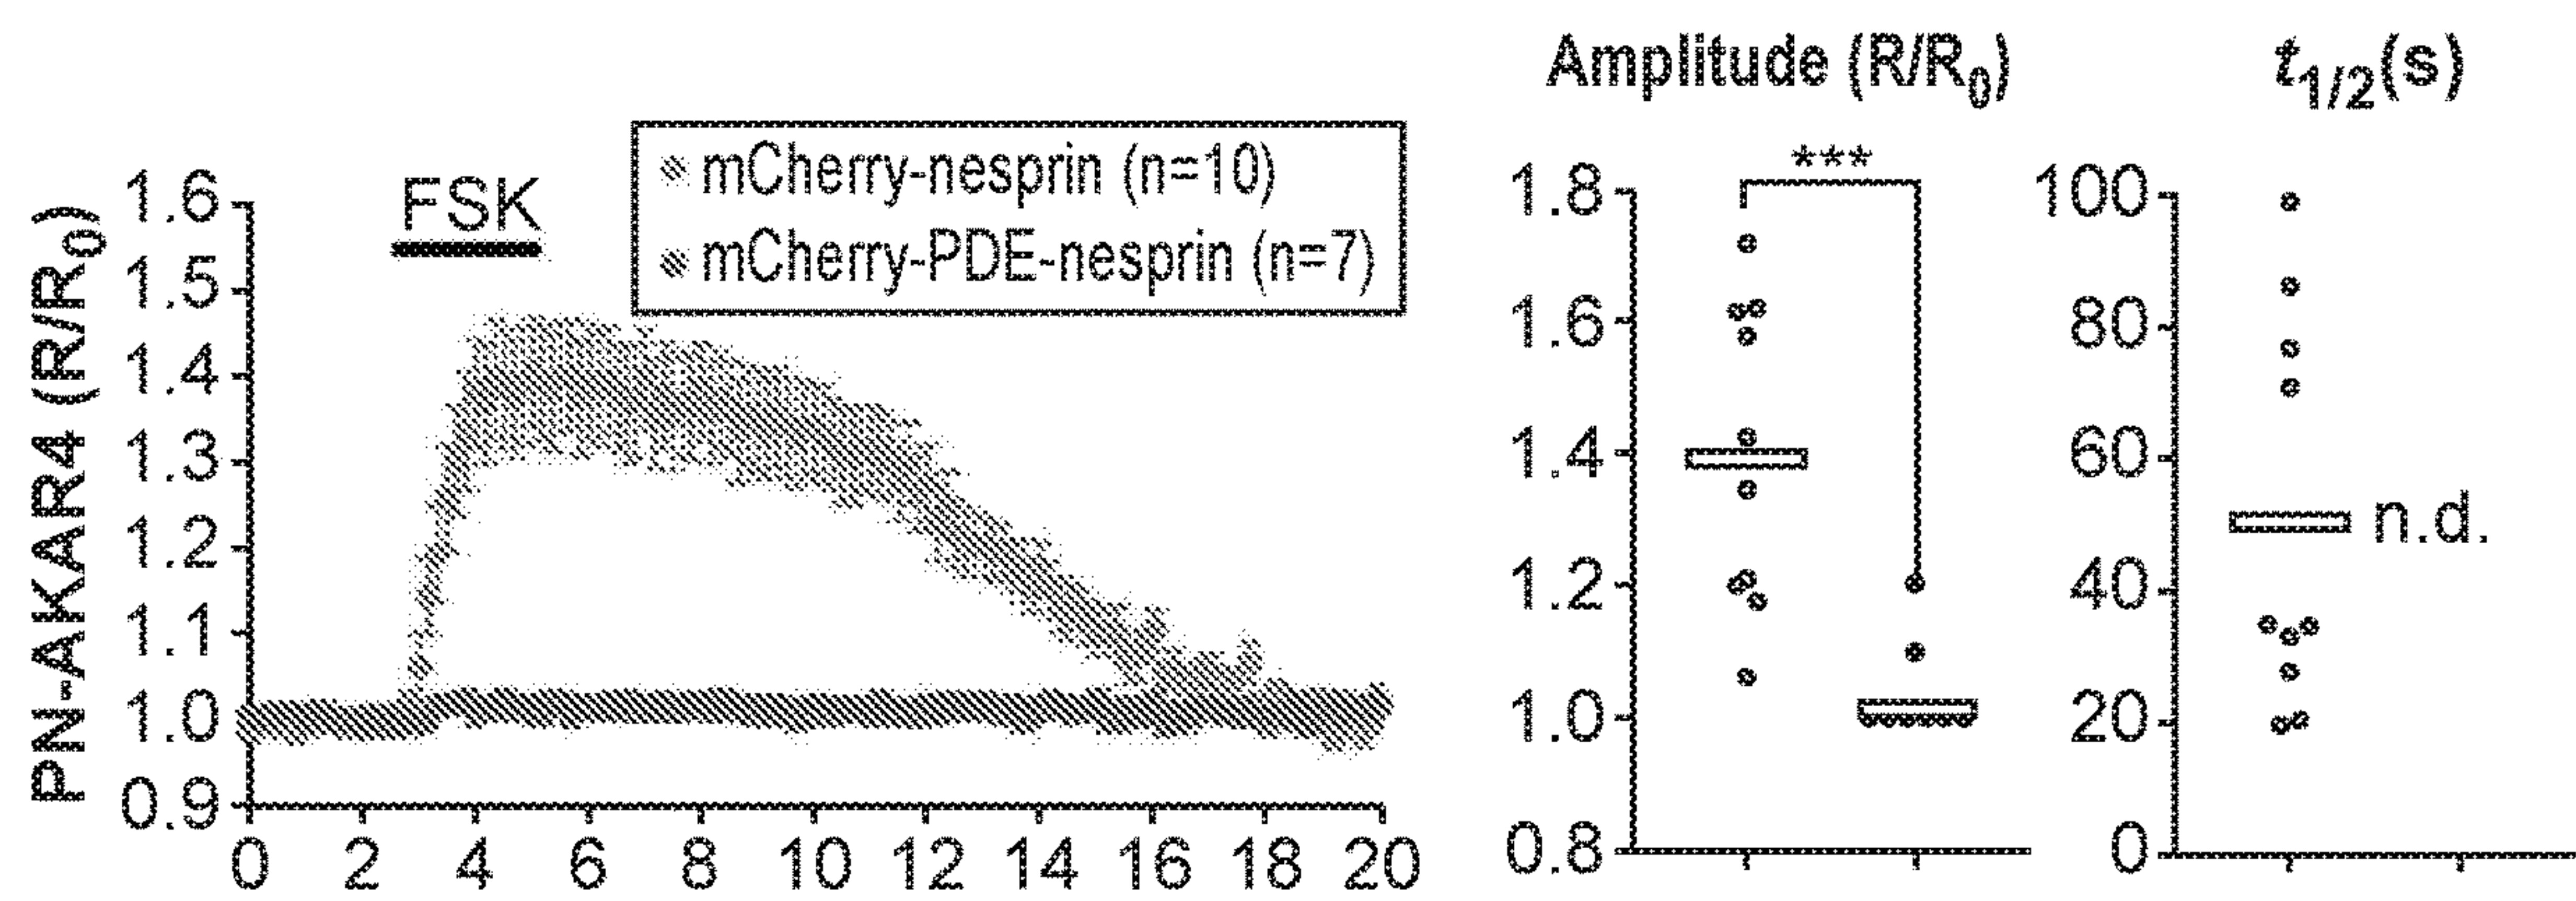 PN-AKAR4 (R/R0)
1.6
1.5
1.4
1.3
1.2
1.1
1.0
0.9
FSK
mCherry-nesprin (n=10)
mCherry-PDE-nesprin (n=7)
0 2 4 6 8 10 12 14 16 18 20
Amplitude (R/R0)
***
1.8
1.6
1.4
1.2
1.0
0.8
t1/2(s)
100
80
60
40
20
0
n.d.